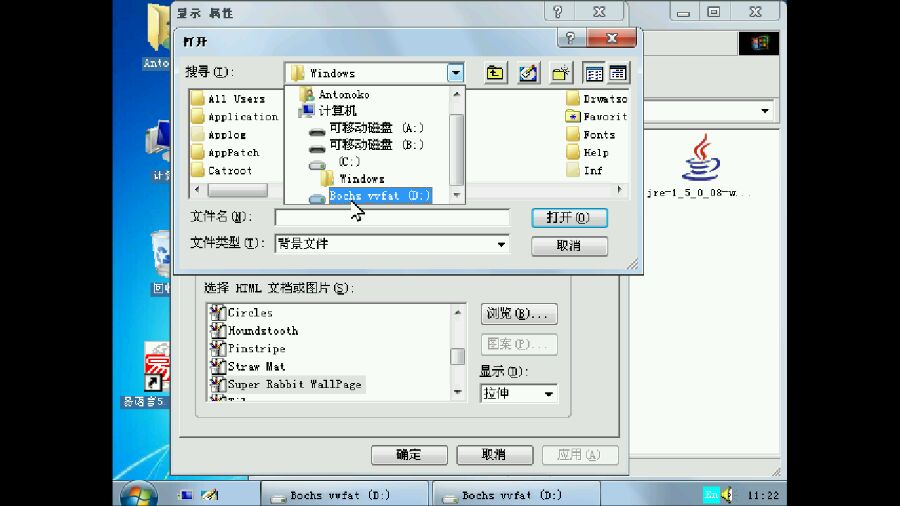 显示 属性
打开
搜寻(I):
Windows
Anto
Antonoko
计算机
可移动磁盘 (A:)
可移动磁盘 (B:)
(C:)
Windows
Bochs vvfat (D:)
All Users
Application
Applog
AppPatch
Catroot
Drwatso
Favorit
Fonts
Help
Inf
jre-1_5_0_08-w...
文件名(N):
打开(O)
文件类型(T):
背景文件
取消
选择 HTML 文档或图片(S):
Circles
Houndstooth
Pinstripe
Straw Mat
Super Rabbit WallPage
浏览(B)...
图案(P)...
显示(D):
拉伸
易语言5.
确定
取消
应用(A)
Bochs vvfat (D:)
Bochs vvfat (D:)
En
11:22